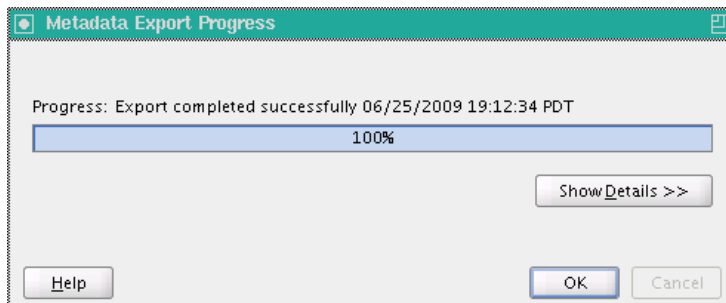 Metadata Export Progress
Progress: Export completed successfully 06/25/2009 19:12:34 PDT
100%
Show Details >>
Help
OK
Cancel